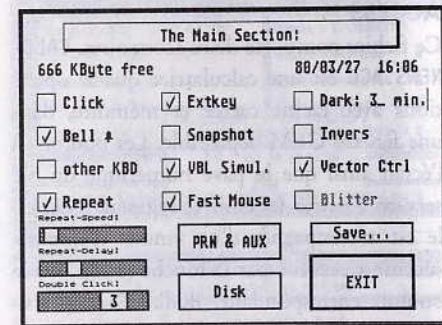 The Main Section:
666 KByte free 80/03/27 16:06
Click Extkey Dark: 3_ min.
Bell Snapshot Invers
other KBD VBL Simul. Vector Ctrl
Repeat Fast Mouse Blitter
Repeat-Speed:
PRN & AUX Save...
Repeat-Delay:
Double Click:
3 Disk EXIT